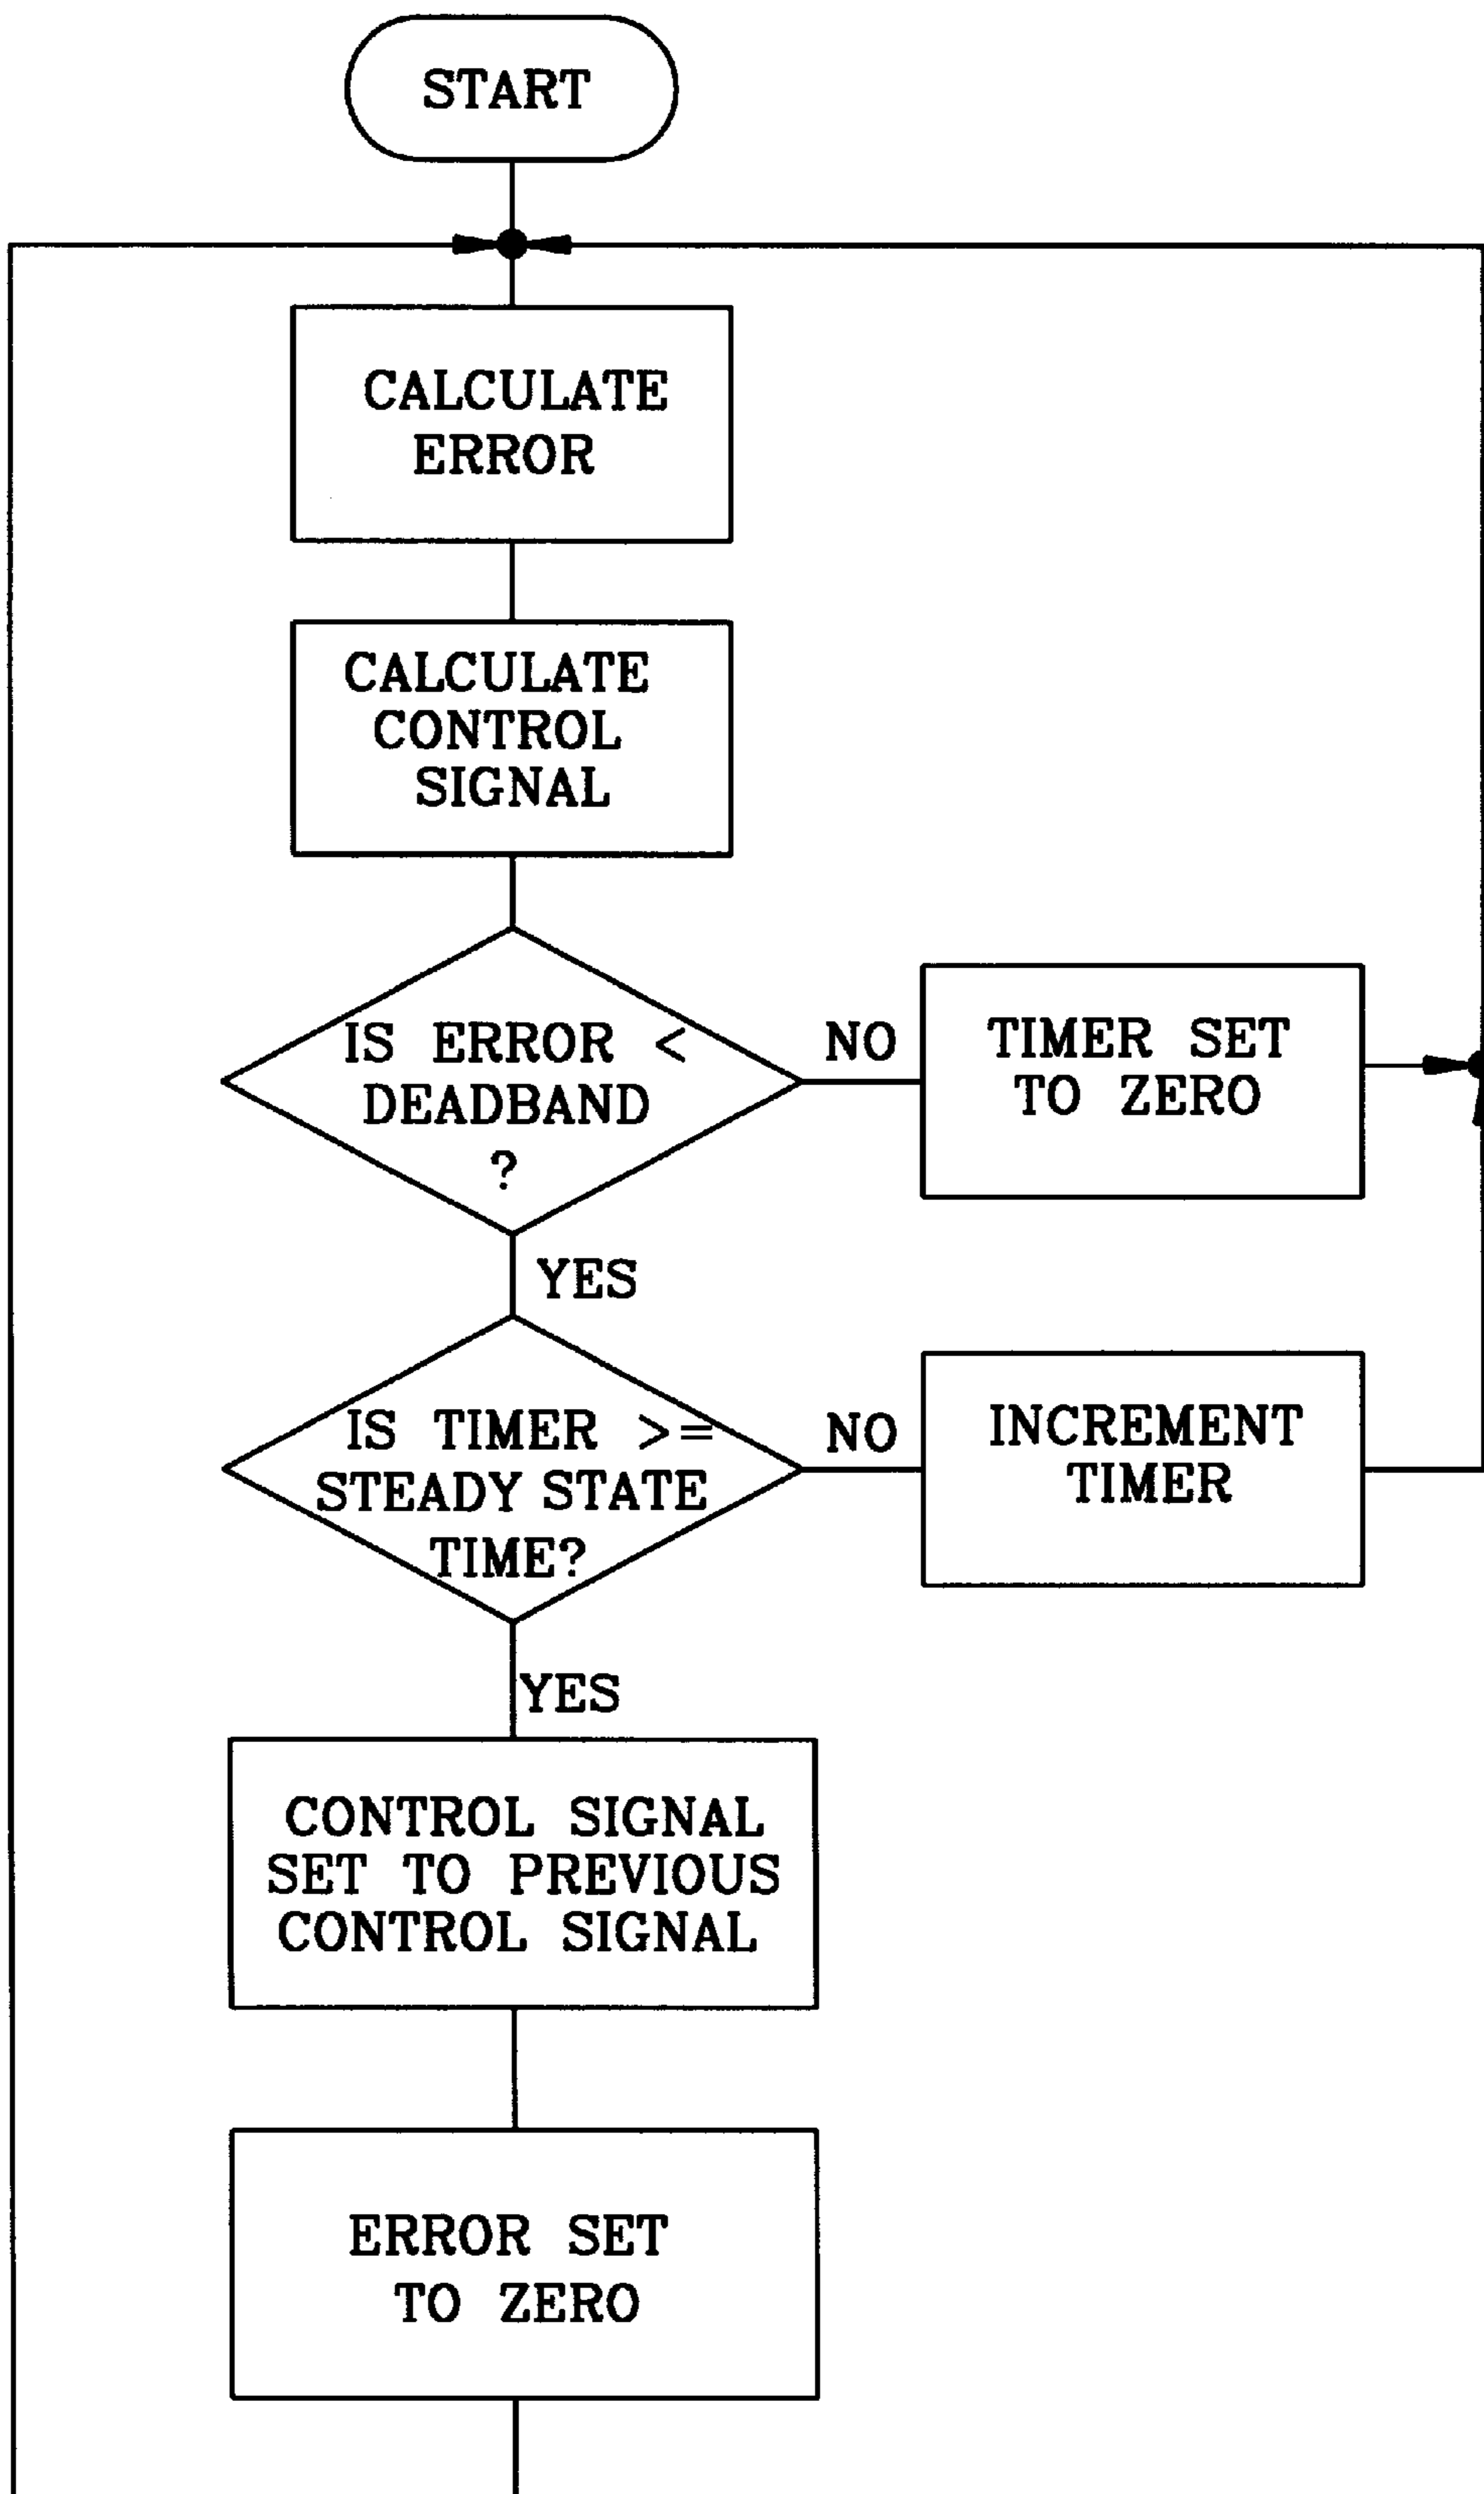 START
CALCULATE
ERROR
CALCULATE
CONTROL
SIGNAL
IS ERROR <
DEADBAND
?
NO
TIMER SET
TO ZERO
YES
IS TIMER >=
STEADY STATE
TIME?
NO
INCREMENT
TIMER
YES
CONTROL SIGNAL
SET TO PREVIOUS
CONTROL SIGNAL
ERROR SET
TO ZERO